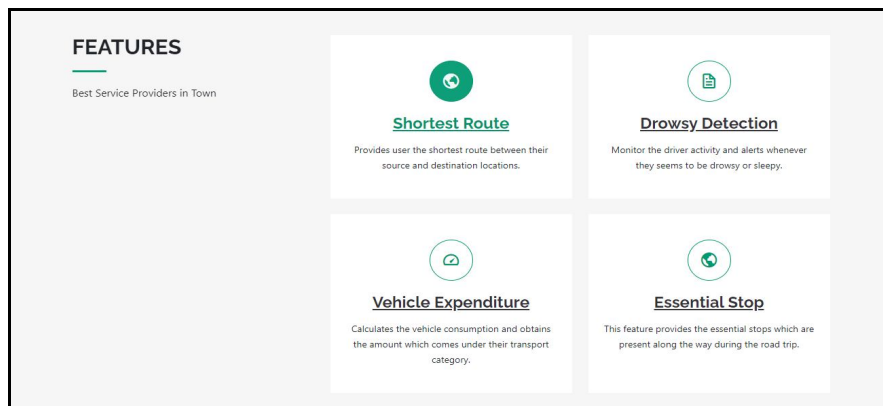 FEATURES
Best Service Providers in Town
Shortest Route
Provides user the shortest route between their
source and destination locations.
Drowsy Detection
Monitor the driver activity and alerts whenever
they seems to be drowsy or sleepy.
Vehicle Expenditure
Calculates the vehicle consumption and obtains
the amount which comes under their transport
category.
Essential Stop
This feature provides the essential stops which are
present along the way during the road trip.